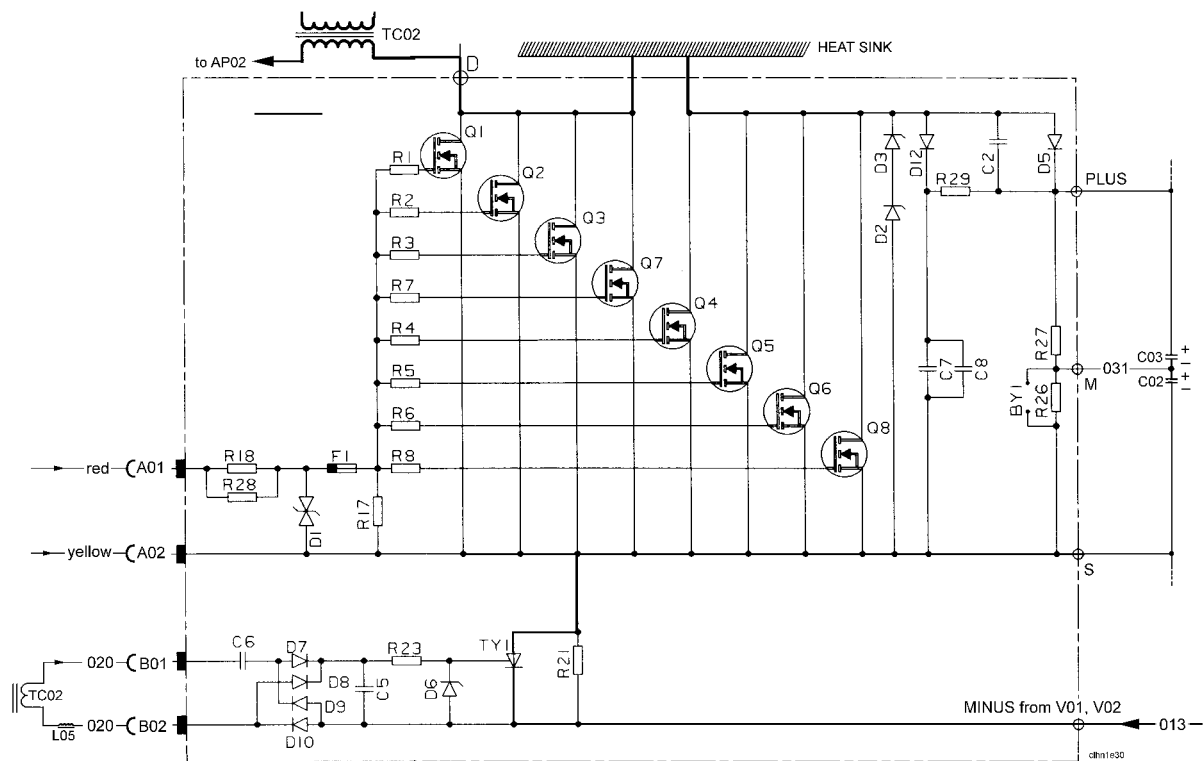 TC02
to AP02
D
HEAT SINK
Q1
R1
Q2
R2
Q3
R3
Q7
R7
Q4
R4
Q5
R5
Q6
R6
Q8
R8
D3
D12
C2
D5
R29
PLUS
D2
C7
C8
R27
C03
+
−
M
031
C02
+
−
BY1
R26
red
A01
R18
R28
F1
D1
R17
yellow
A02
S
C6
D7
R23
TY1
020
B01
D8
C5
D6
R21
TC02
D9
020
B02
L05
D10
MINUS from V01, V02
013
clhn1e30